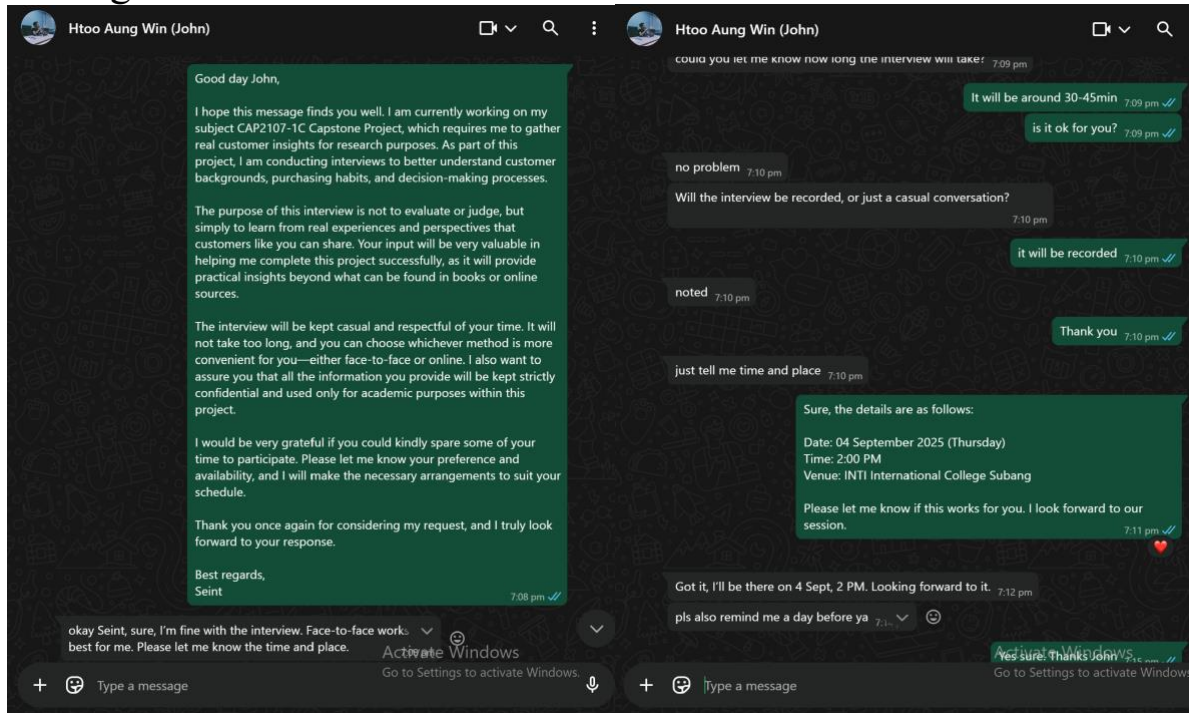 Htoo Aung Win (John)
Good day John,
I hope this message finds you well. I am currently working on my
subject CAP2107-1C Capstone Project, which requires me to gather
real customer insights for research purposes. As part of this
project, I am conducting interviews to better understand customer
backgrounds, purchasing habits, and decision-making processes.
The purpose of this interview is not to evaluate or judge, but
simply to learn from real experiences and perspectives that
customers like you can share. Your input will be very valuable in
helping me complete this project successfully, as it will provide
practical insights beyond what can be found in books or online
sources.
The interview will be kept casual and respectful of your time. It will
not take too long, and you can choose whichever method is more
convenient for you—either face-to-face or online. I also want to
assure you that all the information you provide will be kept strictly
confidential and used only for academic purposes within this
project.
I would be very grateful if you could kindly spare some of your
time to participate. Please let me know your preference and
availability, and I will make the necessary arrangements to suit your
schedule.
Thank you once again for considering my request, and I truly look
forward to your response.
Best regards,
Seint
7:08 pm
okay Seint, sure, I'm fine with the interview. Face-to-face works
best for me. Please let me know the time and place.
Activate Windows
Go to Settings to activate Windows.
Type a message
Htoo Aung Win (John)
could you let me know how long the interview will take? 7:09 pm
It will be around 30-45min 7:09 pm
is it ok for you? 7:09 pm
no problem 7:10 pm
Will the interview be recorded, or just a casual conversation?
7:10 pm
it will be recorded 7:10 pm
noted 7:10 pm
Thank you 7:10 pm
just tell me time and place 7:10 pm
Sure, the details are as follows:
Date: 04 September 2025 (Thursday)
Time: 2:00 PM
Venue: INTI International College Subang
Please let me know if this works for you. I look forward to our
session. 7:11 pm
Got it, I'll be there on 4 Sept, 2 PM. Looking forward to it. 7:12 pm
pls also remind me a day before ya
Yes sure. Thanks John 7:15 pm
Activate Windows
Go to Settings to activate Windows
Type a message